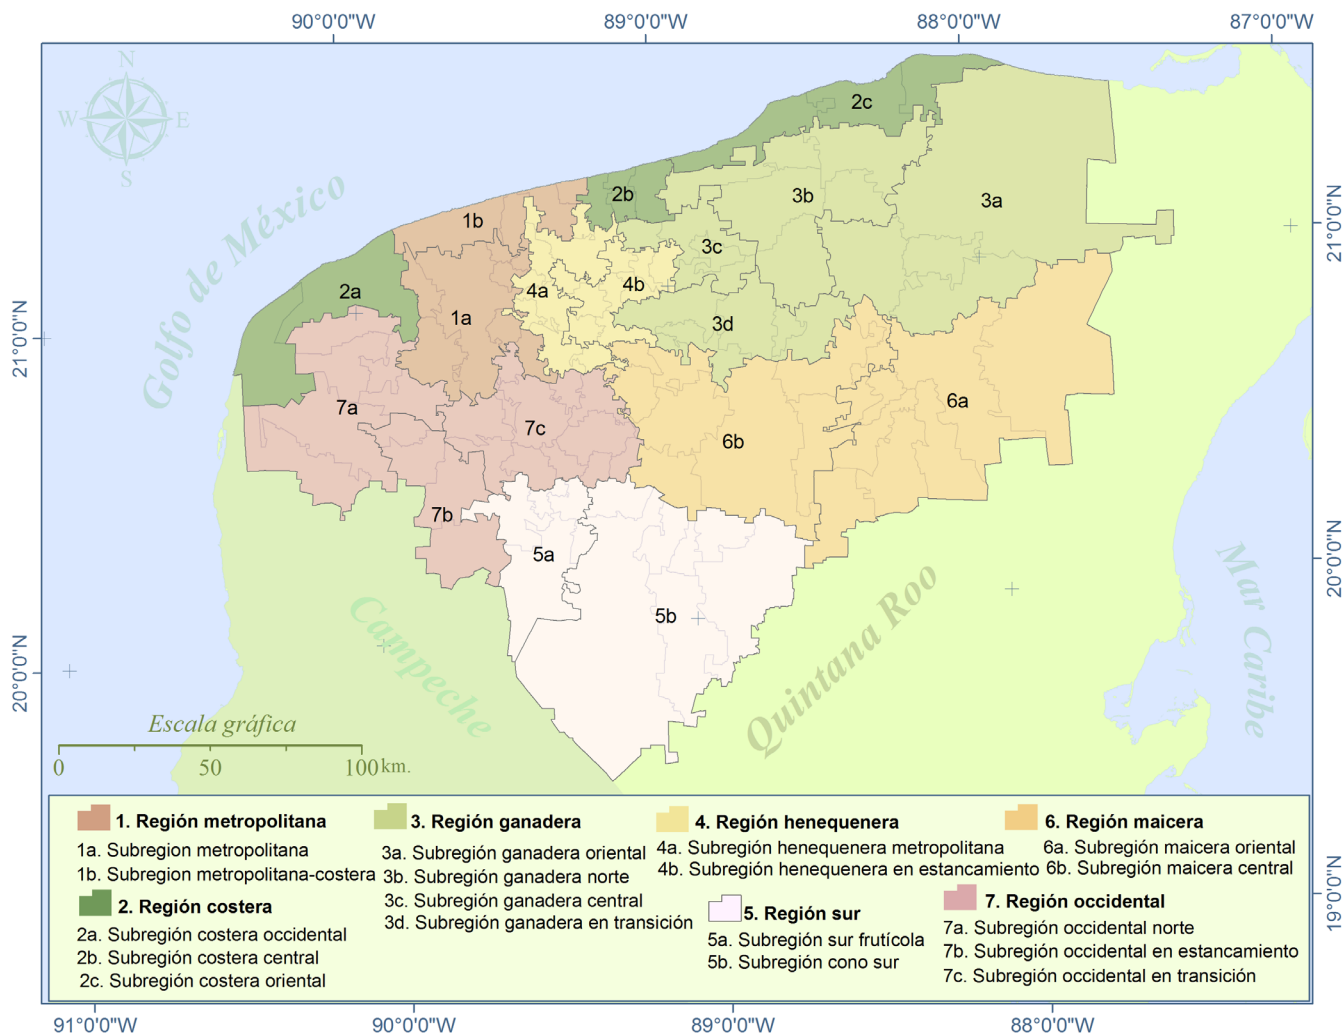 90°0'0"W 89°0'0"W 88°0'0"W 87°0'0"W
N
W E
S
Golfo de México
2c
2b
3b
3a
1b
3c
2a
4a
4b
1a
3d
21°0'0"N
21°0'0"N
7a
6a
7c
6b
7b
5a
20°0'0"N
5b
Campeche
Quintana Roo
Mar Caribe
20°0'0"N
Escala gráfica
0 50 100 km.
1. Región metropolitana
1a. Subregion metropolitana
1b. Subregion metropolitana-costera
2. Región costera
2a. Subregión costera occidental
2b. Subregión costera central
2c. Subregión costera oriental
3. Región ganadera
3a. Subregión ganadera oriental
3b. Subregión ganadera norte
3c. Subregión ganadera central
3d. Subregión ganadera en transición
4. Región henequenera
4a. Subregión henequenera metropolitana
4b. Subregión henequenera en estancamiento
5. Región sur
5a. Subregión sur frutícola
5b. Subregión cono sur
6. Región maicera
6a. Subregión maicera oriental
6b. Subregión maicera central
7. Región occidental
7a. Subregión occidental norte
7b. Subregión occidental en estancamiento
7c. Subregión occidental en transición
19°0'0"N
91°0'0"W 90°0'0"W 89°0'0"W 88°0'0"W